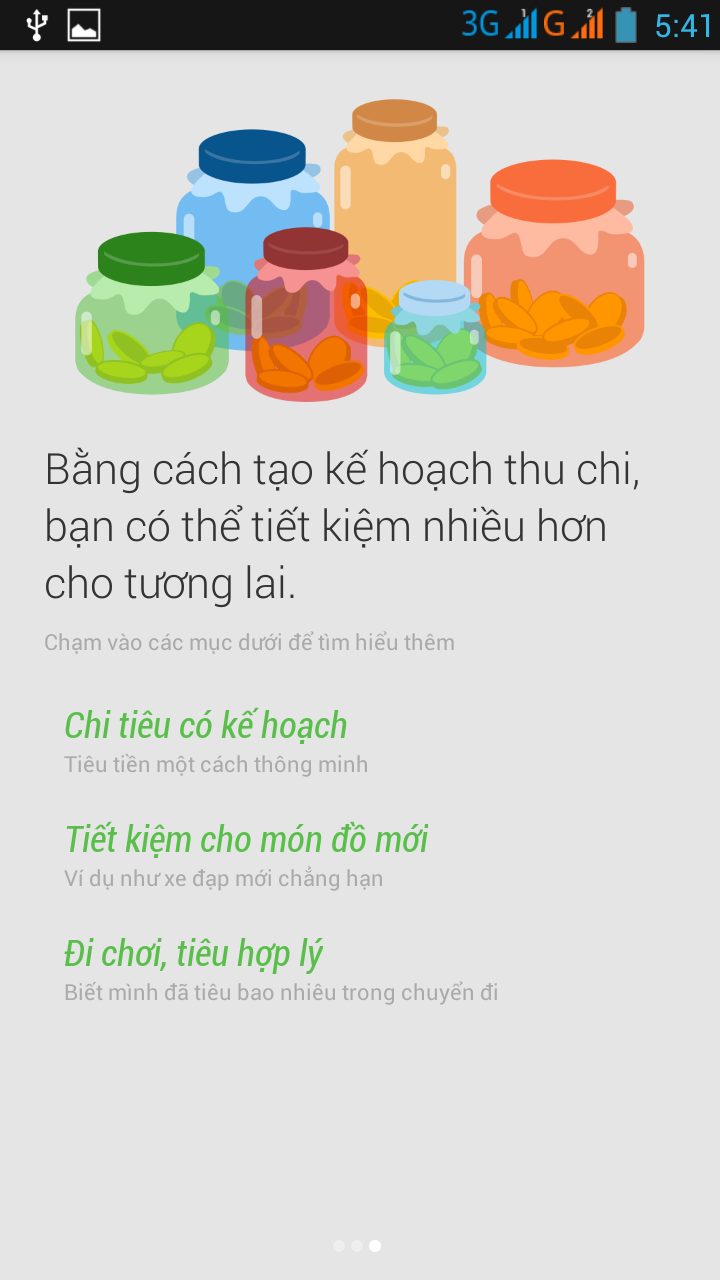 3G 1 G 2 5:41
Bằng cách tạo kế hoạch thu chi,
bạn có thể tiết kiệm nhiều hơn
cho tương lai.
Chạm vào các mục dưới để tìm hiểu thêm
Chi tiêu có kế hoạch
Tiêu tiền một cách thông minh
Tiết kiệm cho món đồ mới
Ví dụ như xe đạp mới chẳng hạn
Đi chơi, tiêu hợp lý
Biết mình đã tiêu bao nhiêu trong chuyến đi